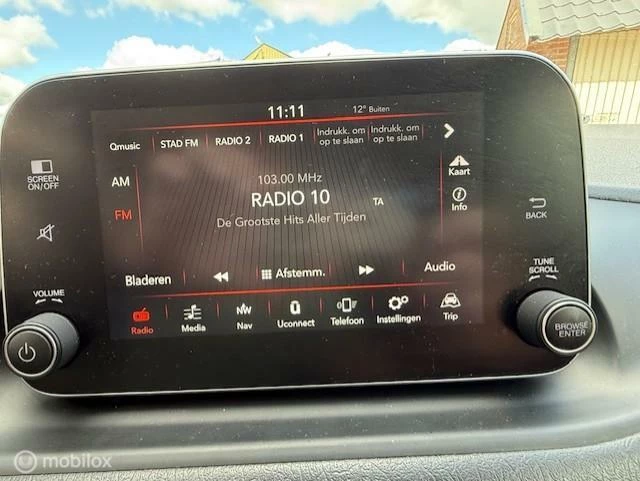 11:11
12° Buiten
Qmusic
STAD FM
RADIO 2
RADIO 1
Indrukk. om
op te slaan
Indrukk. om
op te slaan
SCREEN
ON/OFF
AM
FM
103.00 MHz
RADIO 10
TA
De Grootste Hits Aller Tijden
Kaart
Info
BACK
Bladeren
Afstemm.
Audio
VOLUME
TUNE
SCROLL
Radio
Media
NW
Nav
Uconnect
Telefoon
Instellingen
Trip
BROWSE
ENTER
mobilox